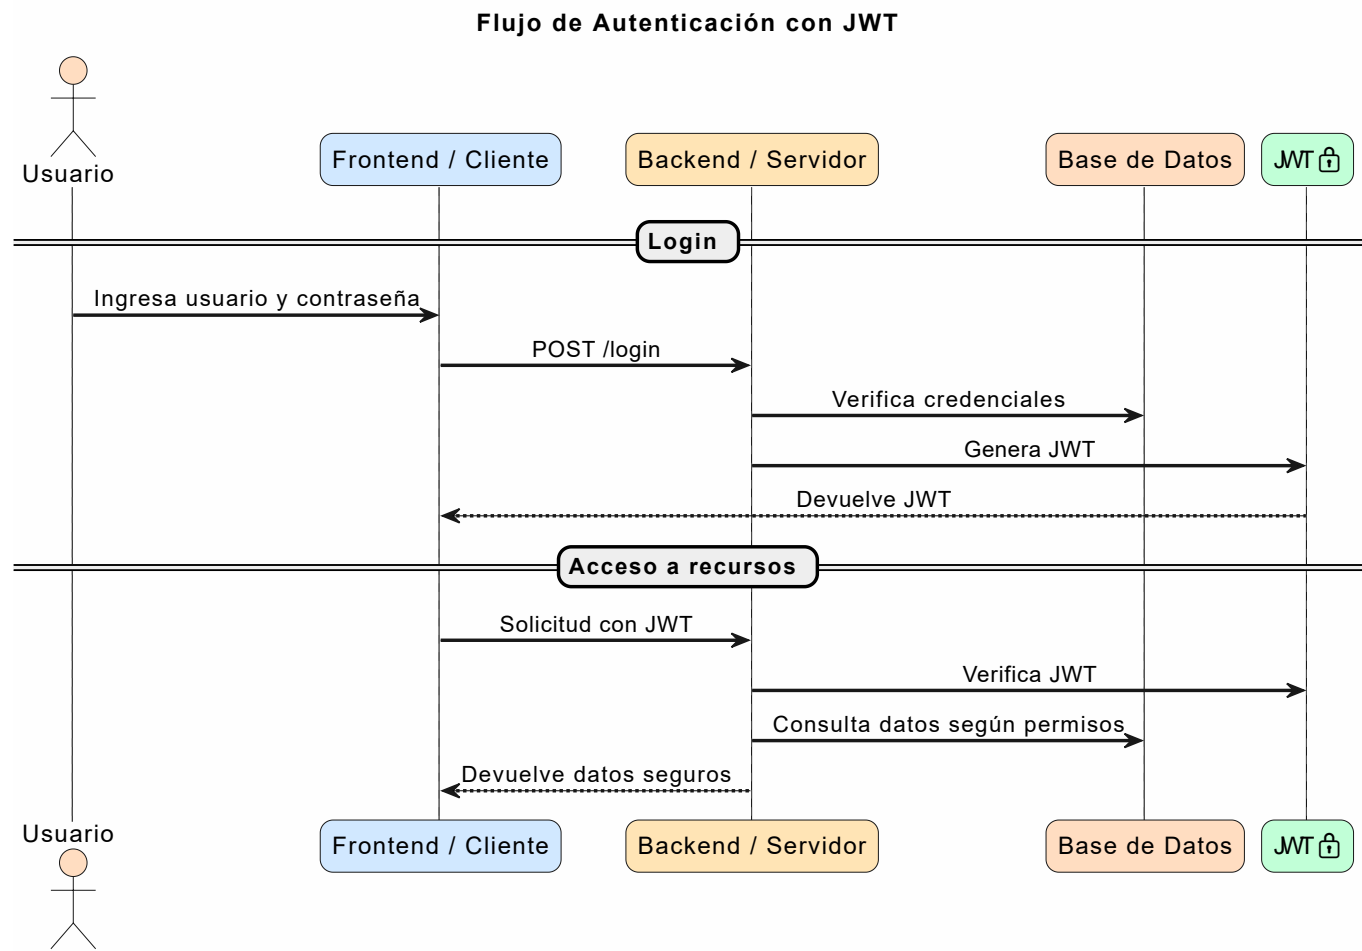 Flujo de Autenticación con JWT
Usuario
Frontend / Cliente
Backend / Servidor
Base de Datos
JWT
Login
Ingresa usuario y contraseña
POST /login
Verifica credenciales
Genera JWT
Devuelve JWT
Acceso a recursos
Solicitud con JWT
Verifica JWT
Consulta datos según permisos
Devuelve datos seguros
Usuario
Frontend / Cliente
Backend / Servidor
Base de Datos
JWT